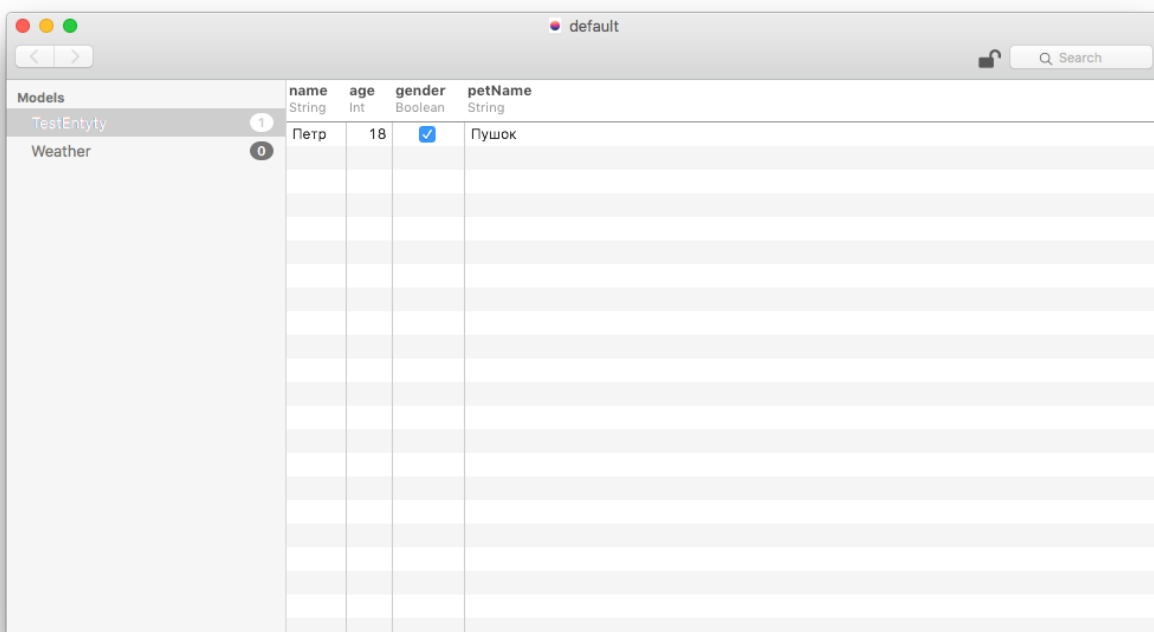 default
Search
Models
TestEntyty 1
Weather 0
name age gender petName
String Int Boolean String
Петр 18 Пушок